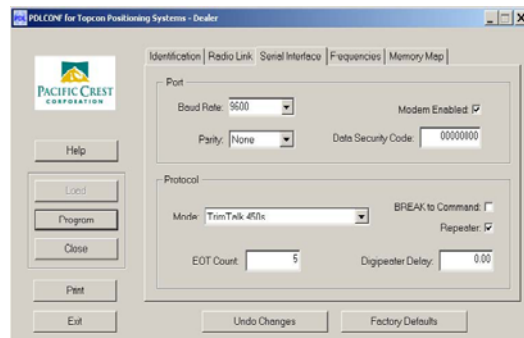 PDLCONF for Topcon Positioning Systems - Dealer
Identification Radio Link Serial Interface Frequencies Memory Map
PACIFIC CREST
CORPORATION
Help
Load
Program
Close
Print
Exit
Port
Baud Rate: 9600
Modem Enabled:
Parity: None
Data Security Code: 00000000
Protocol
Mode: TrimTalk 450s
BREAK to Command:
Repeater:
EOT Count: 5
Digipeater Delay: 0.00
Undo Changes
Factory Defaults